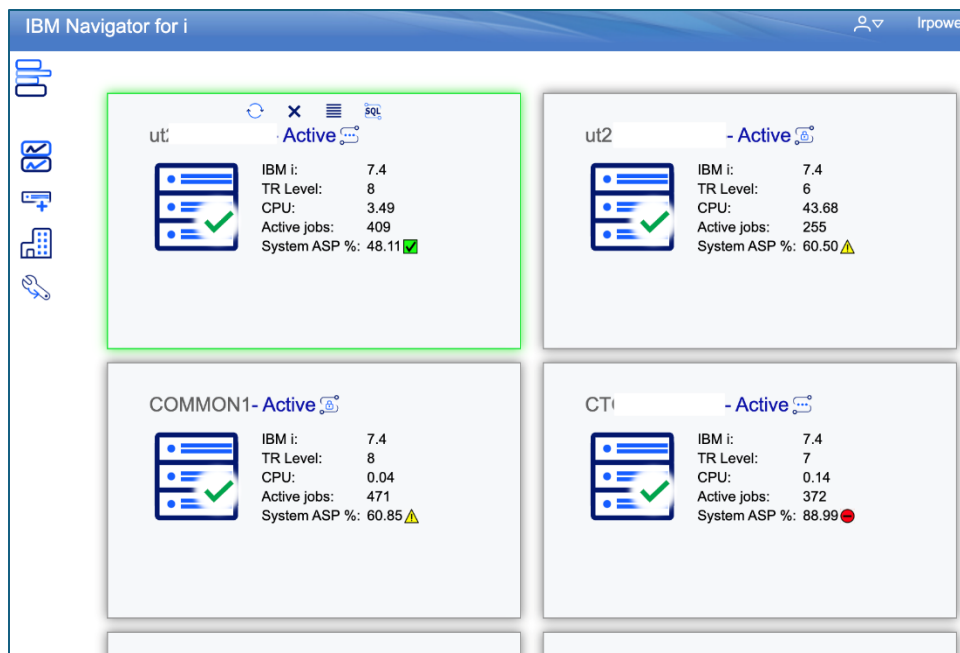 IBM Navigator for i
lrpowe
SQL
ut2 - Active
IBM i: 7.4
TR Level: 8
CPU: 3.49
Active jobs: 409
System ASP %: 48.11
ut2 - Active
IBM i: 7.4
TR Level: 6
CPU: 43.68
Active jobs: 255
System ASP %: 60.50
COMMON1- Active
IBM i: 7.4
TR Level: 8
CPU: 0.04
Active jobs: 471
System ASP %: 60.85
CT - Active
IBM i: 7.4
TR Level: 7
CPU: 0.14
Active jobs: 372
System ASP %: 88.99